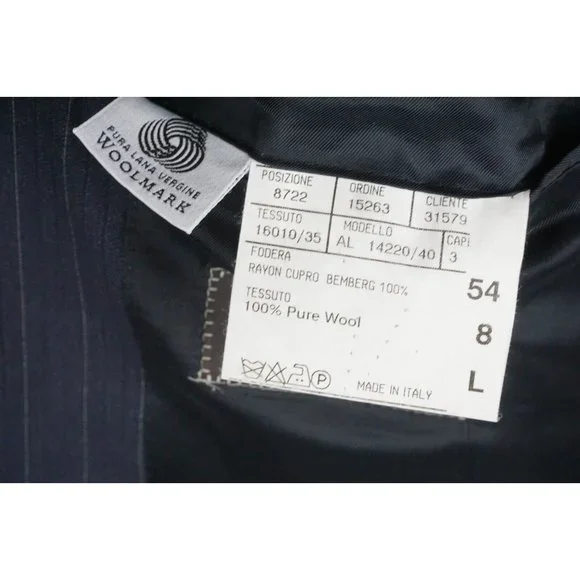 PURA LANA VERGINE
WOOLMARK
POSIZIONE ORDINE CLIENTE
8722 15263 31579
TESSUTO MODELLO CAPI
16010/35 AL 14220/40 3
FODERA
RAYON CUPRO BEMBERG 100%
54
TESSUTO
100% Pure Wool
8
P
MADE IN ITALY
L